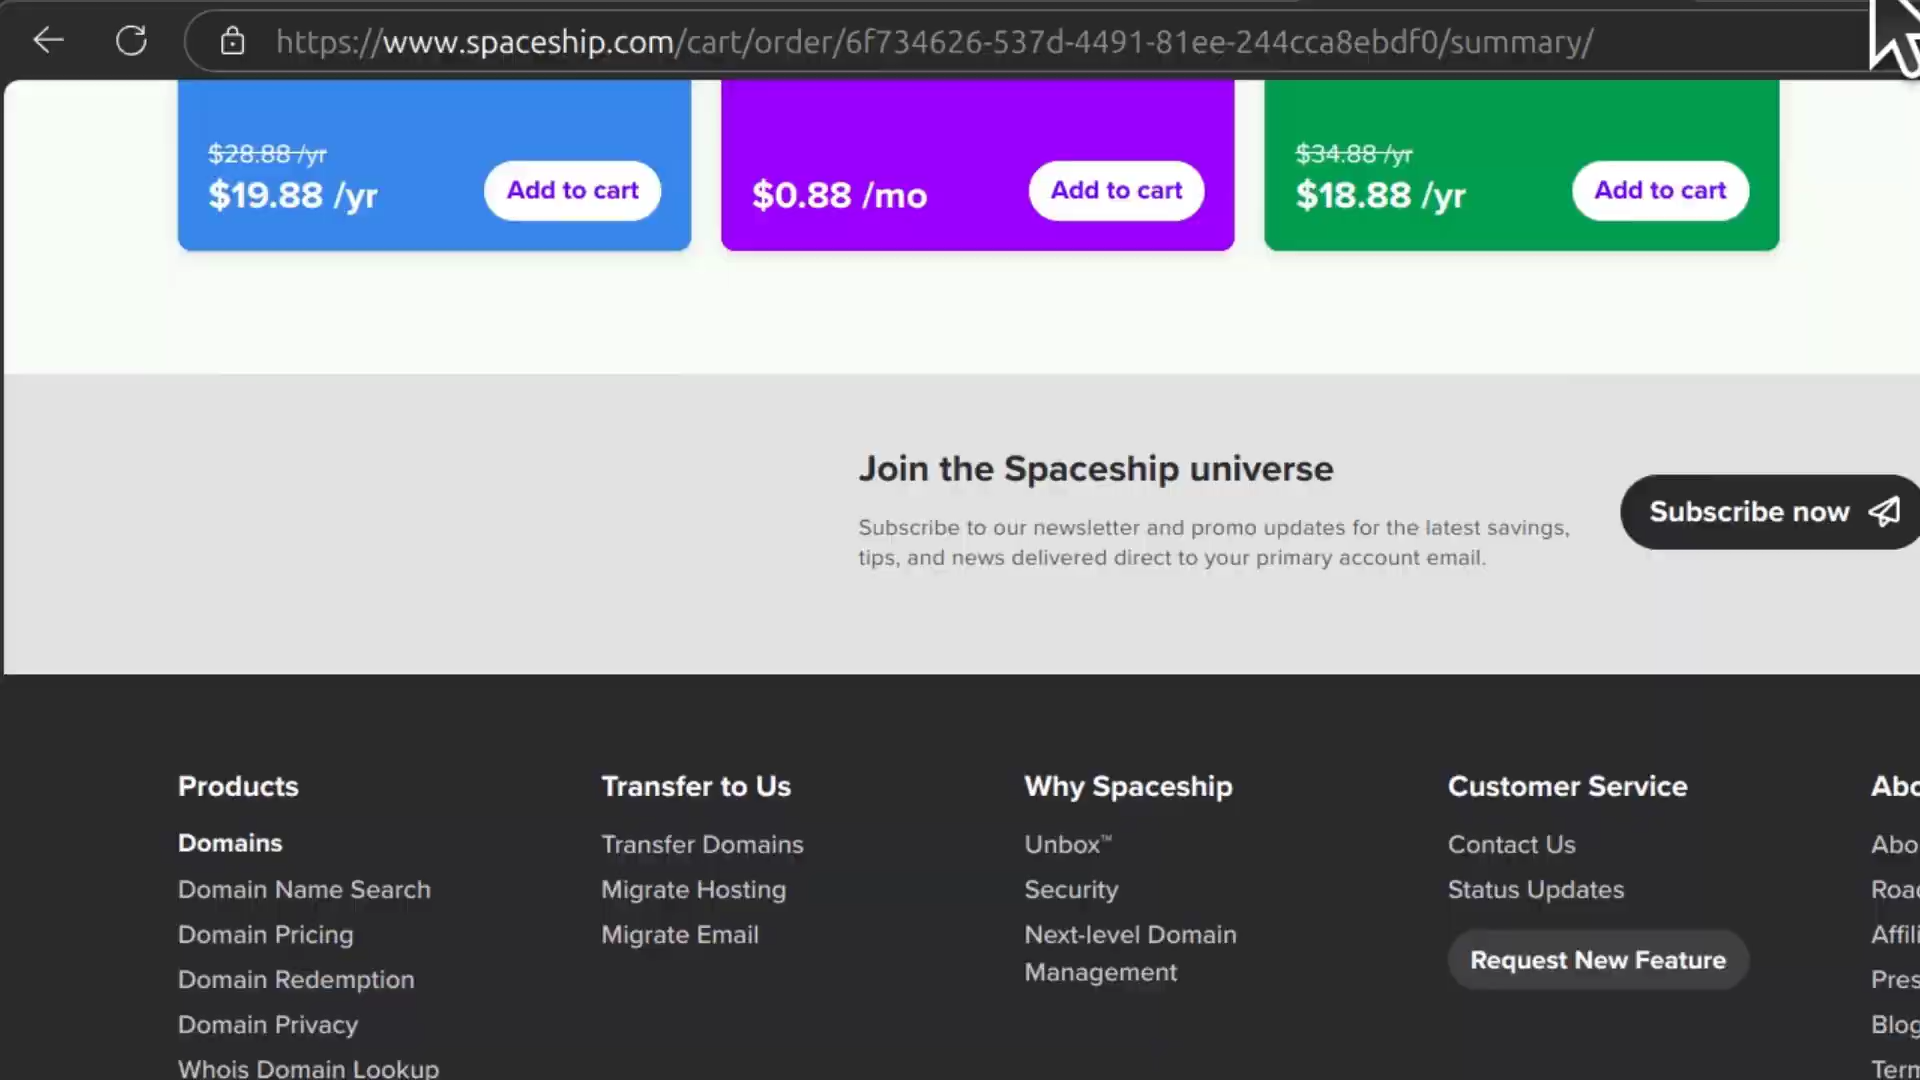 https://www.spaceship.com/cart/order/6f734626-537d-4491-81ee-244cca8ebdf0/summary/
$28.88 /yr
$19.88 /yr
Add to cart
$0.88 /mo
Add to cart
$34.88 /yr
$18.88 /yr
Add to cart
Join the Spaceship universe
Subscribe to our newsletter and promo updates for the latest savings,
tips, and news delivered direct to your primary account email.
Subscribe now
Products
Domains
Domain Name Search
Domain Pricing
Domain Redemption
Domain Privacy
Whois Domain Lookup
Transfer to Us
Transfer Domains
Migrate Hosting
Migrate Email
Why Spaceship
Unbox™
Security
Next-level Domain
Management
Customer Service
Contact Us
Status Updates
Request New Feature
Blog